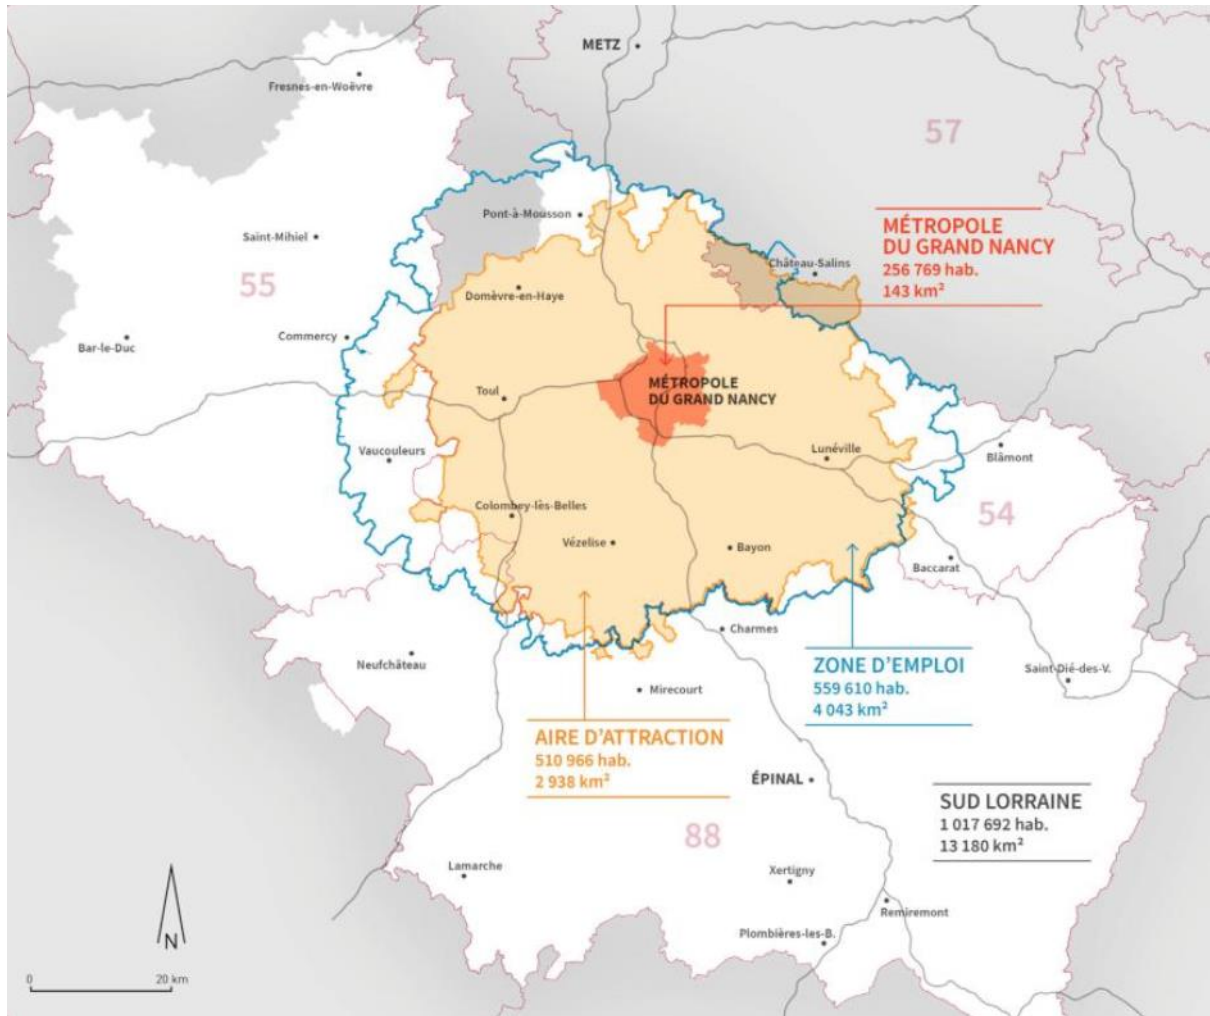 METZ
Fresnes-en-Woëvre
57
Pont-à-Mousson
MÉTROPOLE
DU GRAND NANCY
256 769 hab.
143 km²
Saint-Mihiel
Château-Salins
55
Domèvre-en-Haye
Commercy
Bar-le-Duc
MÉTROPOLE
DU GRAND NANCY
Toul
Vaucouleurs
Lunéville
Blâmont
Colombey-lès-Belles
54
Vézelise
Bayon
Baccarat
Charmes
Neufchâteau
ZONE D'EMPLOI
559 610 hab.
4 043 km²
Saint-Dié-des-V.
Mirecourt
AIRE D'ATTRACTION
510 966 hab.
2 938 km²
ÉPINAL
SUD LORRAINE
1 017 692 hab.
13 180 km²
88
Lamarche
Xertigny
Remiremont
Plombières-les-B.
N
0 20 km